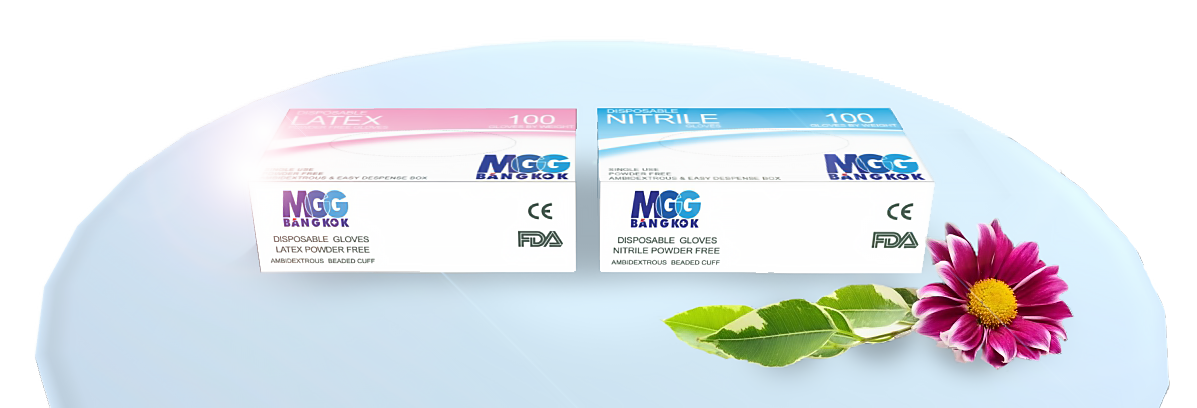 DISPOSABLE
LATEX
POWDER FREE GLOVES
100
GLOVES BY WEIGHT
SINGLE USE
POWDER FREE
AMBIDEXTROUS & EASY DESPENSE BOX
MGG
BANGKOK
MGG
BANGKOK
CE
DISPOSABLE GLOVES
LATEX POWDER FREE
FDA
AMBIDEXTROUS BEADED CUFF
DISPOSABLE
NITRILE
GLOVES
100
GLOVES BY WEIGHT
SINGLE USE
POWDER FREE
AMBIDEXTROUS & EASY DESPENSE BOX
MGG
BANGKOK
MGG
BANGKOK
CE
DISPOSABLE GLOVES
NITRILE POWDER FREE
FDA
AMBIDEXTROUS BEADED CUFF